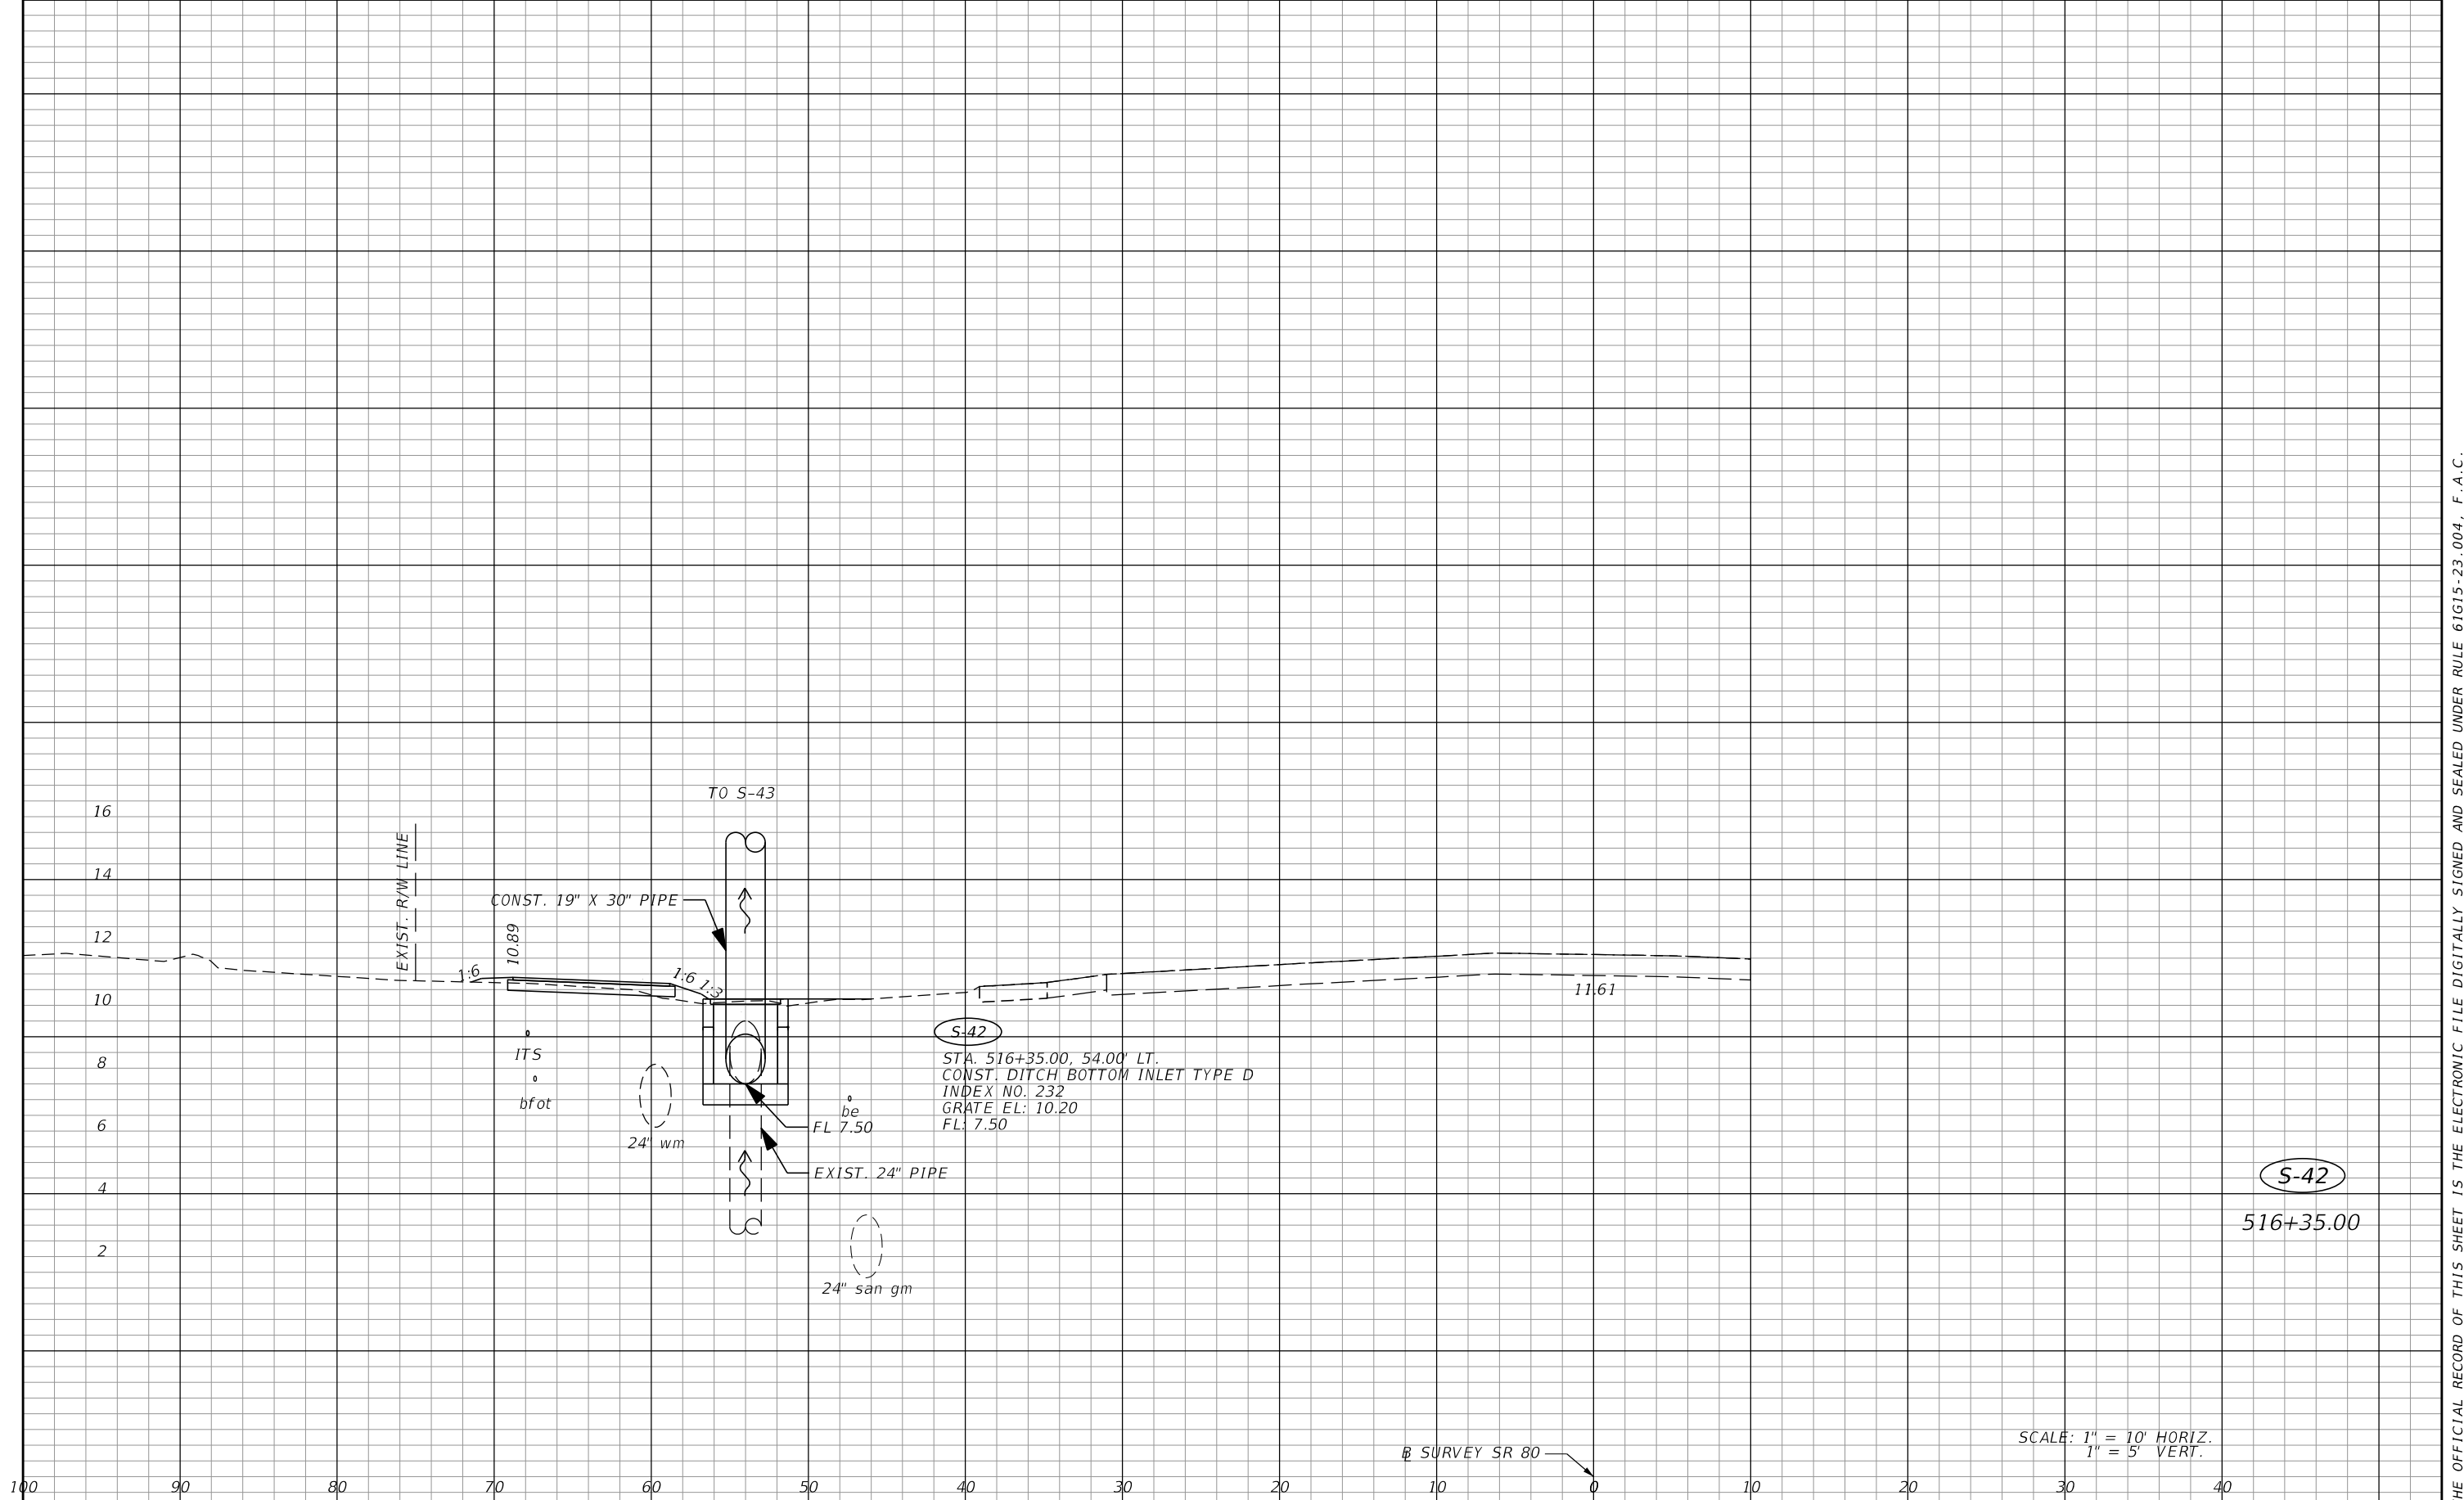 TO S-43
16
14
12
10
8
6
4
2
EXIST. R/W LINE
CONST. 19" X 30" PIPE
10.89
1:6
1:6
1:3
11.61
ITS
bfot
24" wm
be
FL 7.50
EXIST. 24" PIPE
24" san gm
S-42
STA. 516+35.00, 54.00' LT.
CONST. DITCH BOTTOM INLET TYPE D
INDEX NO. 232
GRATE EL: 10.20
FL: 7.50
S-42
516+35.00
SCALE: 1" = 10' HORIZ.
1" = 5' VERT.
BL SURVEY SR 80
100 90 80 70 60 50 40 30 20 10 0 10 20 30 40
HE OFFICIAL RECORD OF THIS SHEET IS THE ELECTRONIC FILE DIGITALLY SIGNED AND SEALED UNDER RULE 61G15-23.004, F.A.C.